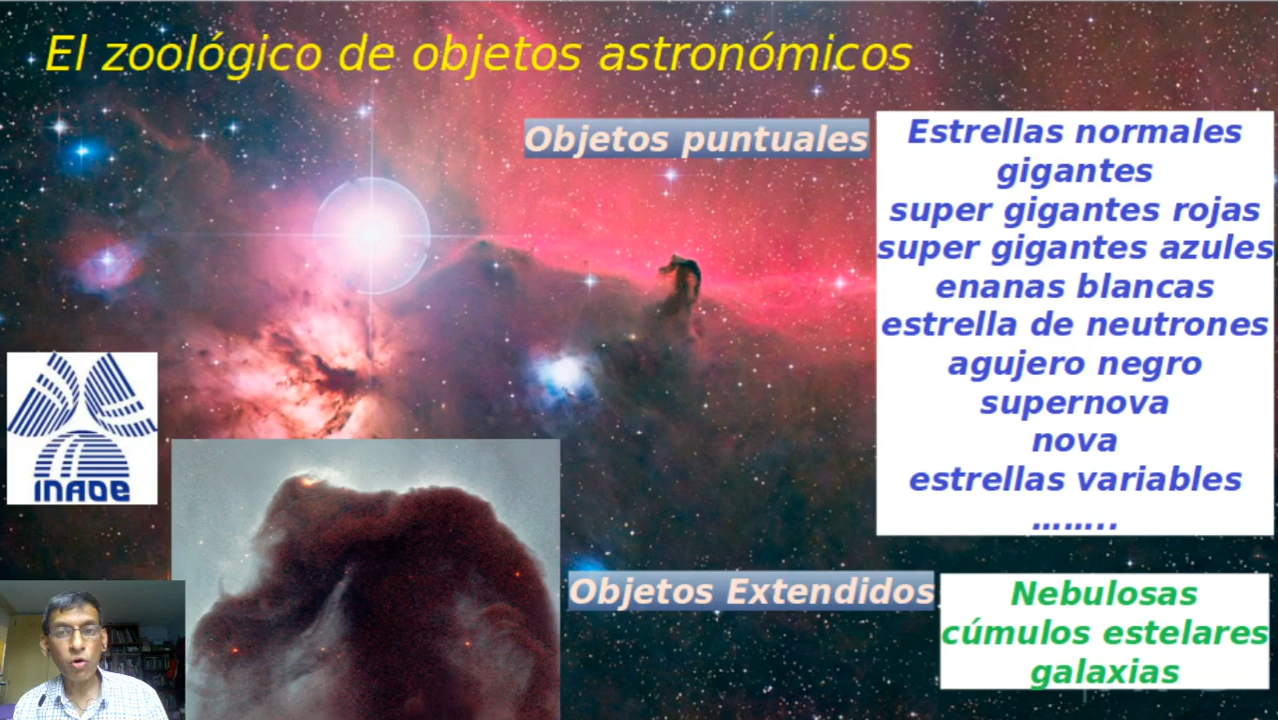 El zoológico de objetos astronómicos
Objetos puntuales
Estrellas normales
gigantes
super gigantes rojas
super gigantes azules
enanas blancas
estrella de neutrones
agujero negro
supernova
nova
estrellas variables
……..
INAOE
Objetos Extendidos
Nebulosas
cúmulos estelares
galaxias